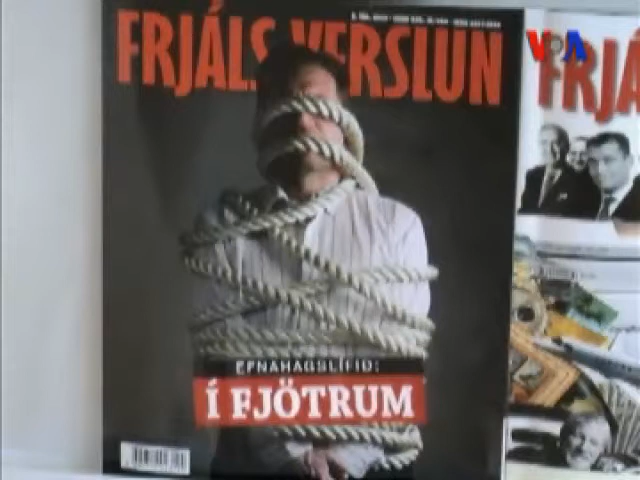 FRJÁLS VERSLUN
VOA
FRJÁ
EFNAHAGSLÍFIÐ:
Í FJÖTRUM